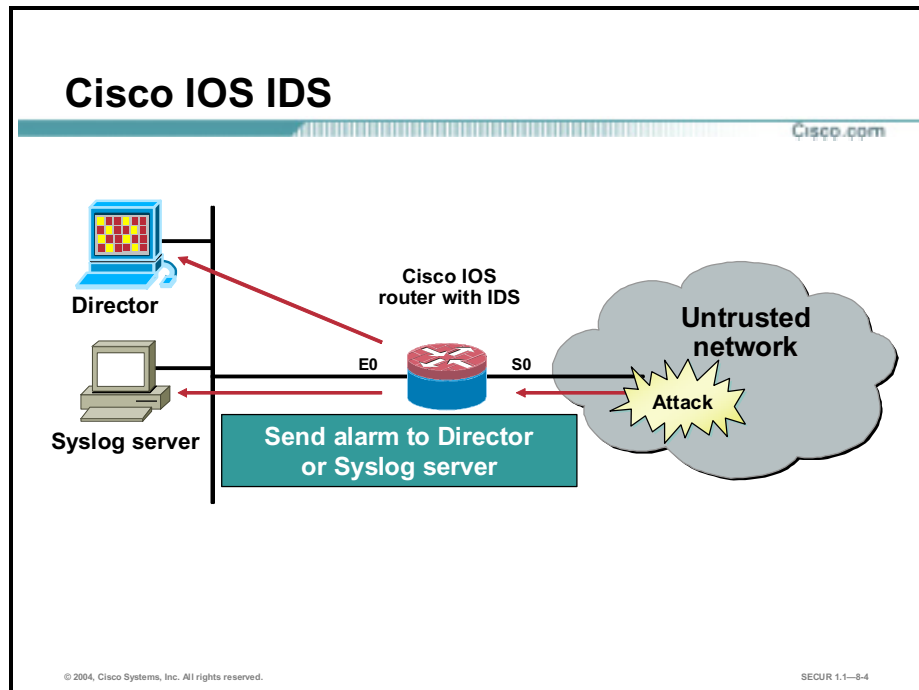 Cisco IOS IDS
Cisco.com
Director
Cisco IOS
router with IDS
Untrusted
network
E0
S0
Attack
Syslog server
Send alarm to Director
or Syslog server
© 2004, Cisco Systems, Inc. All rights reserved.
SECUR 1.1—8-4